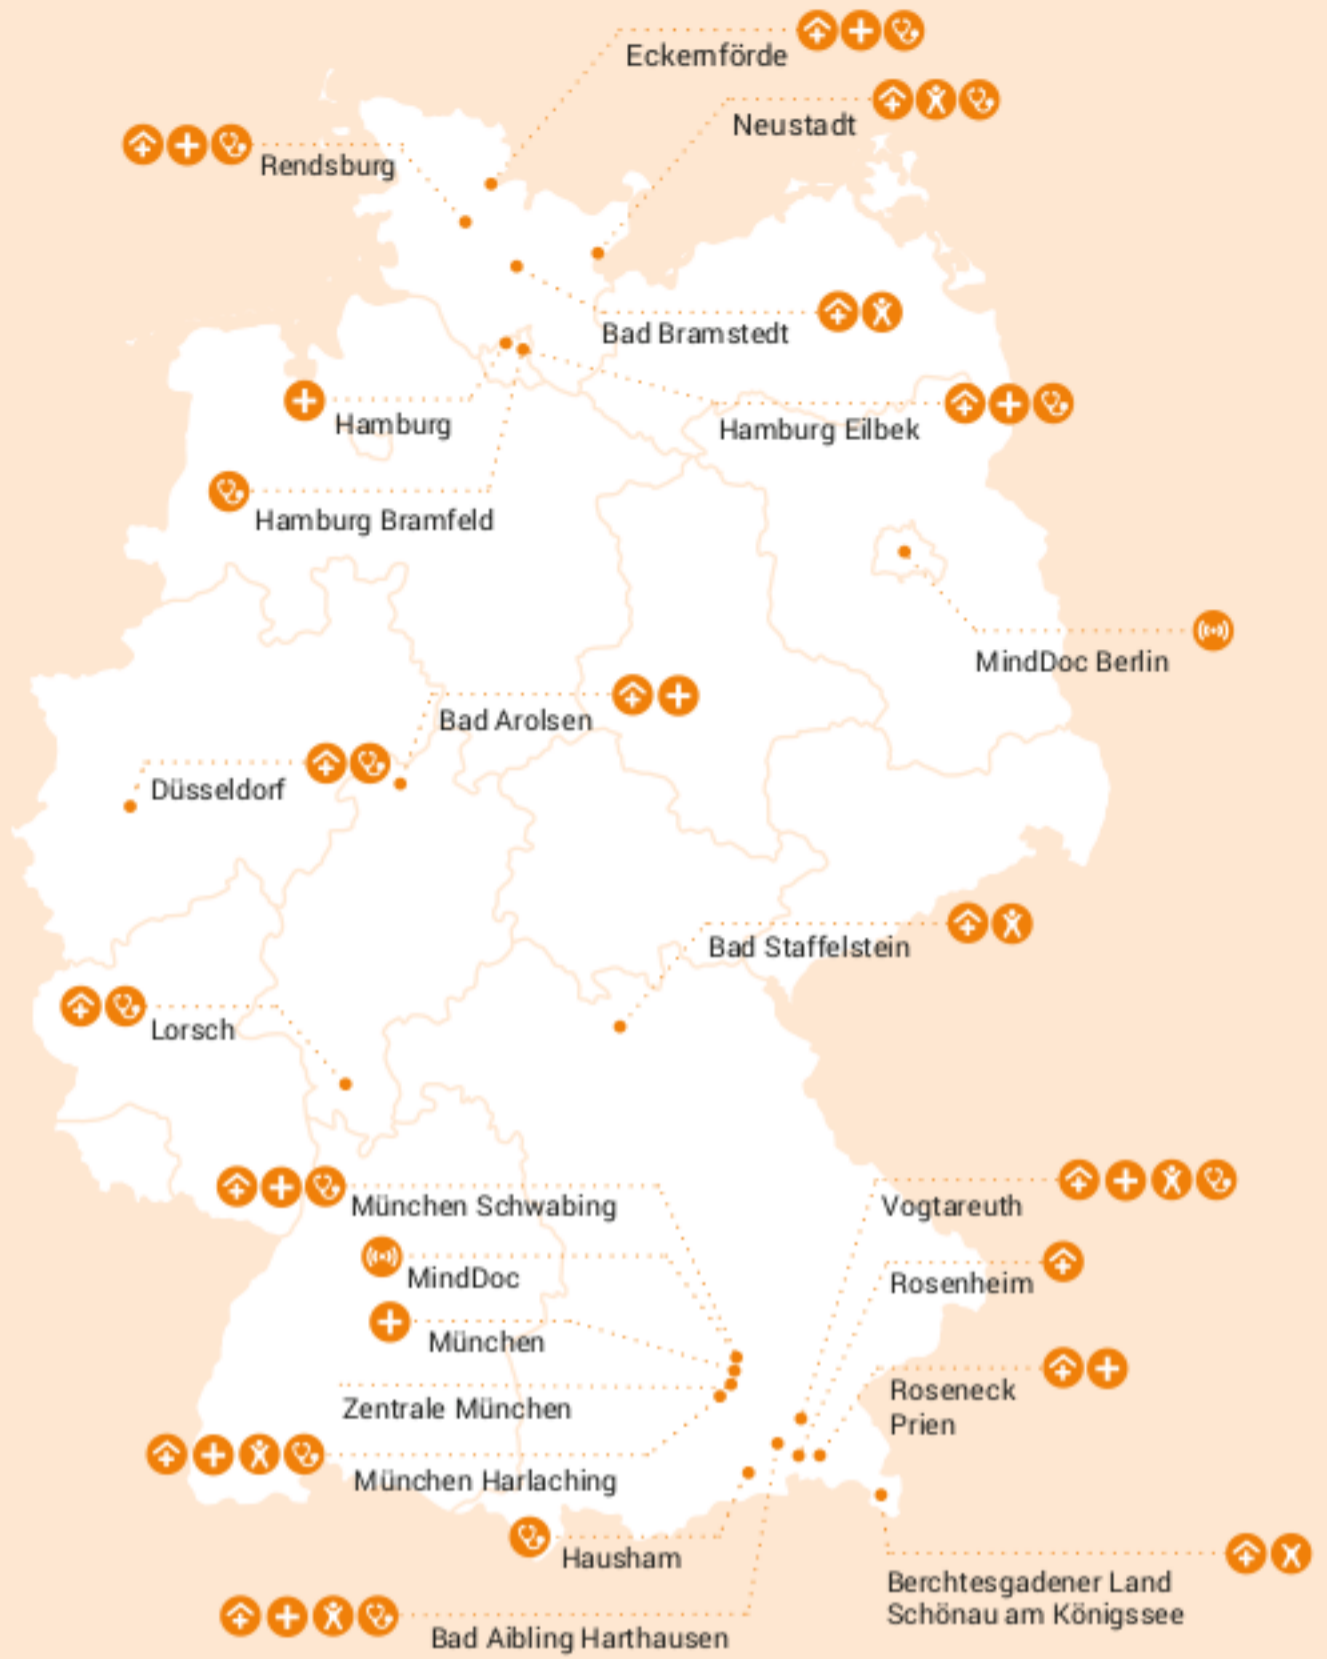 Eckernförde
Neustadt
Rendsburg
Bad Bramstedt
Hamburg
Hamburg Eilbek
Hamburg Bramfeld
MindDoc Berlin
Bad Arolsen
Düsseldorf
Bad Staffelstein
Lorsch
München Schwabing
Vogtareuth
MindDoc
Rosenheim
München
Roseneck
Prien
Zentrale München
München Harlaching
Hausham
Berchtesgadener Land
Schönau am Königssee
Bad Aibling Harthausen